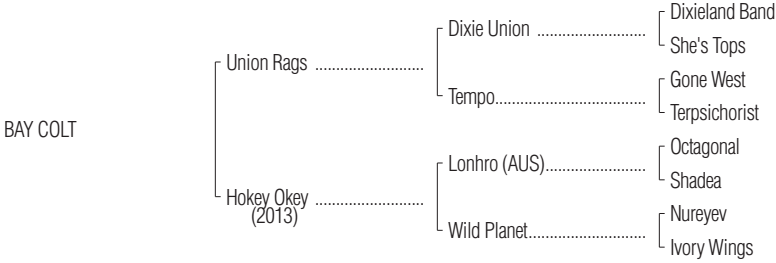 Dixieland Band
Dixie Union ..........................
She's Tops
Union Rags ..........................
Gone West
Tempo....................................
Terpsichorist
BAY COLT
Octagonal
Lonhro (AUS)........................
Shadea
Hokey Okey ..........................
(2013)
Nureyev
Wild Planet............................
Ivory Wings